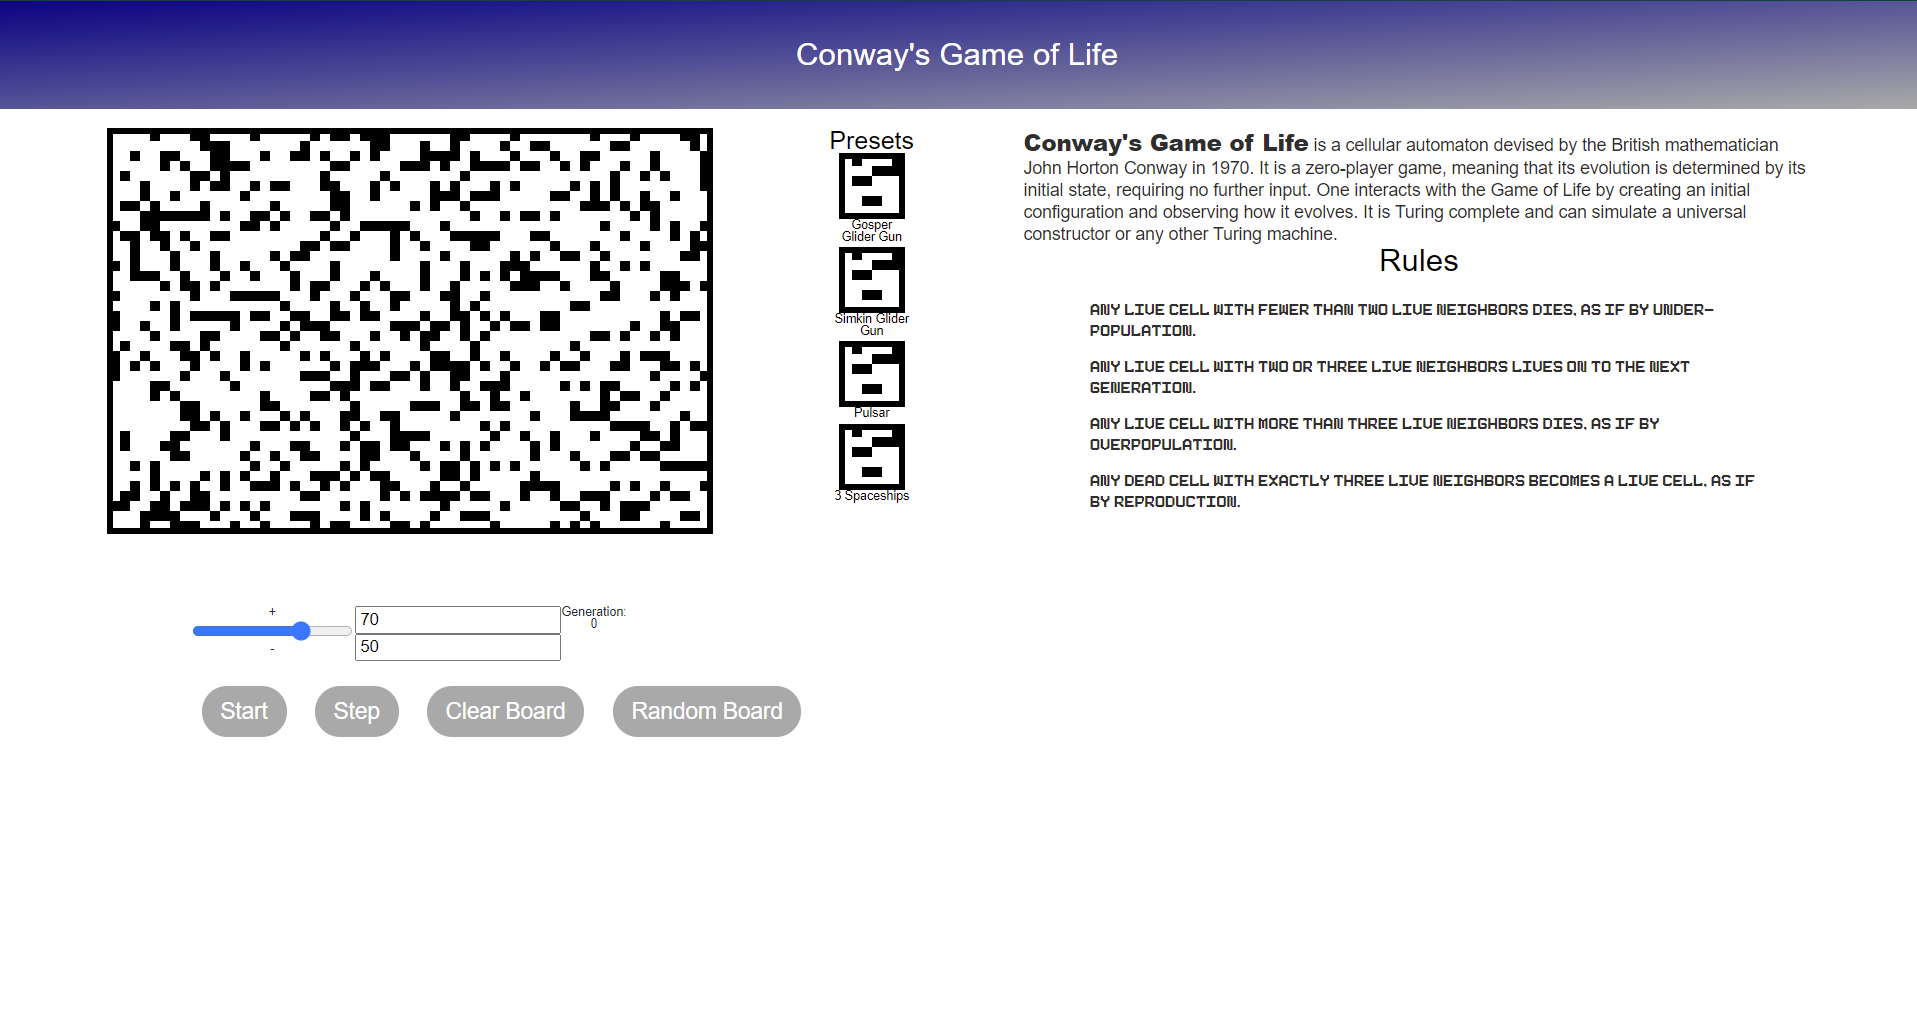 Conway's Game of Life
Presets
Gosper
Glider Gun
Simkin Glider
Gun
Pulsar
3 Spaceships
Conway's Game of Life is a cellular automaton devised by the British mathematician
John Horton Conway in 1970. It is a zero-player game, meaning that its evolution is determined by its
initial state, requiring no further input. One interacts with the Game of Life by creating an initial
configuration and observing how it evolves. It is Turing complete and can simulate a universal
constructor or any other Turing machine.
Rules
ANY LIVE CELL WITH FEWER THAN TWO LIVE NEIGHBORS DIES, AS IF BY UNDER-
POPULATION.
ANY LIVE CELL WITH TWO OR THREE LIVE NEIGHBORS LIVES ON TO THE NEXT
GENERATION.
ANY LIVE CELL WITH MORE THAN THREE LIVE NEIGHBORS DIES, AS IF BY
OVERPOPULATION.
ANY DEAD CELL WITH EXACTLY THREE LIVE NEIGHBORS BECOMES A LIVE CELL, AS IF
BY REPRODUCTION.
+
-
70
50
Generation:
0
Start
Step
Clear Board
Random Board